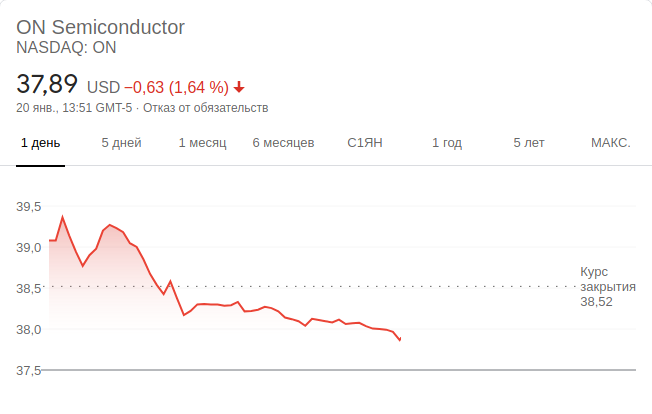 ON Semiconductor
NASDAQ: ON
37,89 USD −0,63 (1,64 %)
20 янв., 13:51 GMT-5 · Отказ от обязательств
1 день 5 дней 1 месяц 6 месяцев С1ЯН 1 год 5 лет МАКС.
39,5
39,0
38,5
38,0
37,5
Курс
закрытия
38,52